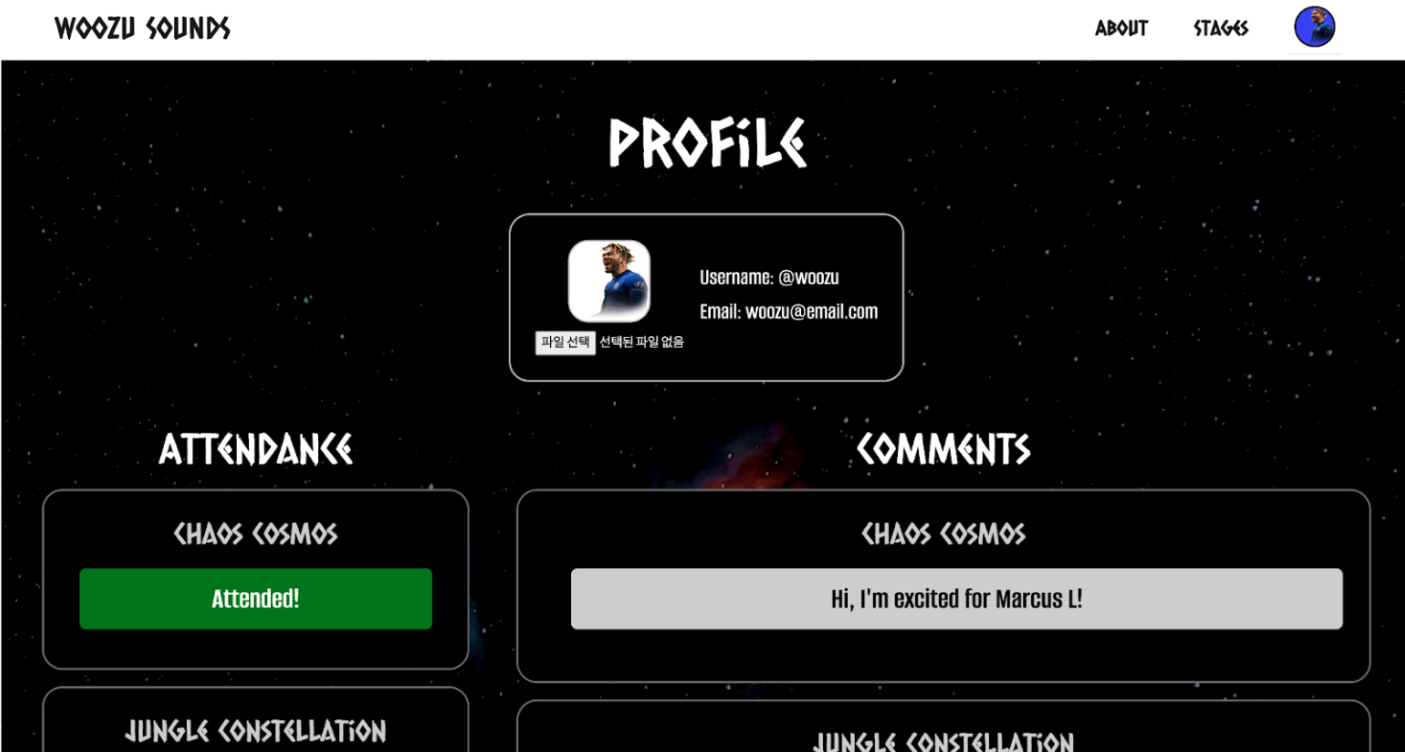 WOOZU SOUNDS
ABOUT
STAGES
PROFiLE
Username: @woozu
Email: woozu@email.com
파일 선택 선택된 파일 없음
ATTENDANCE
COMMENTS
CHAOS COSMOS
Attended!
CHAOS COSMOS
Hi, I'm excited for Marcus L!
JUNGLE CONSTELLATiON
JUNGLE CONSTELLATiON